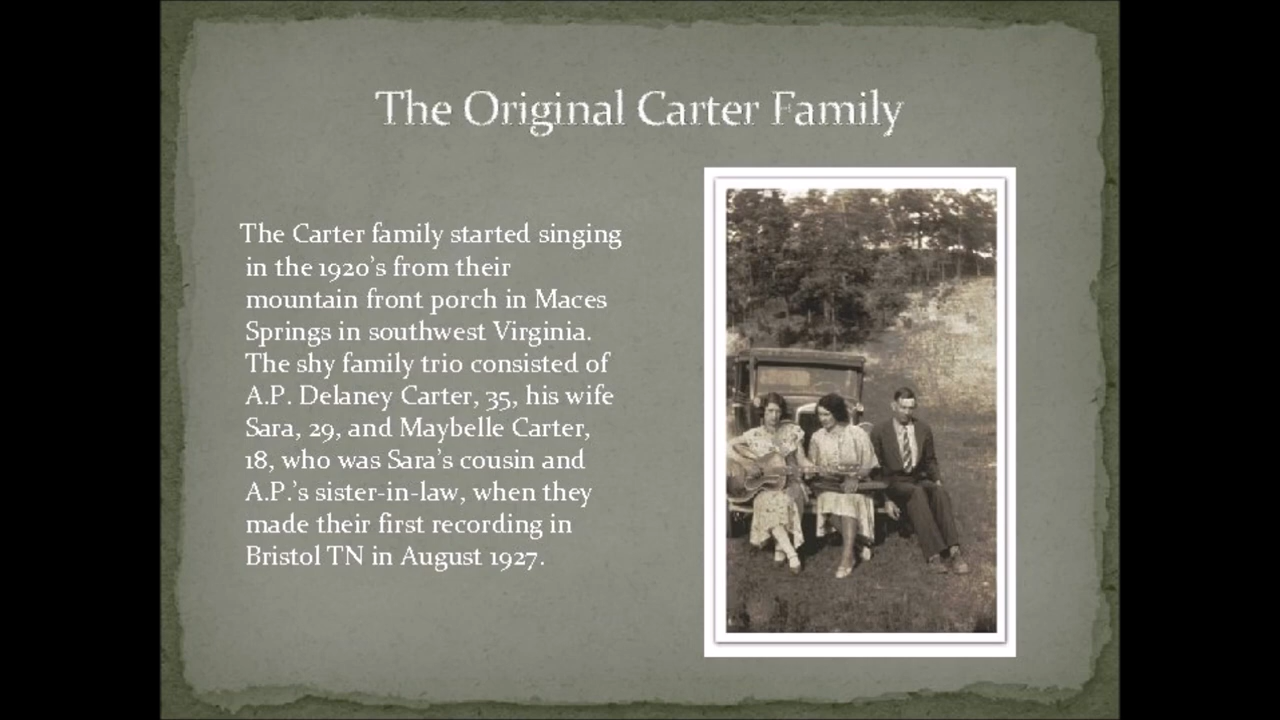 The Original Carter Family
The Carter family started singing
in the 1920's from their
mountain front porch in Maces
Springs in southwest Virginia.
The shy family trio consisted of
A.P. Delaney Carter, 35, his wife
Sara, 29, and Maybelle Carter,
18, who was Sara's cousin and
A.P.'s sister-in-law, when they
made their first recording in
Bristol TN in August 1927.